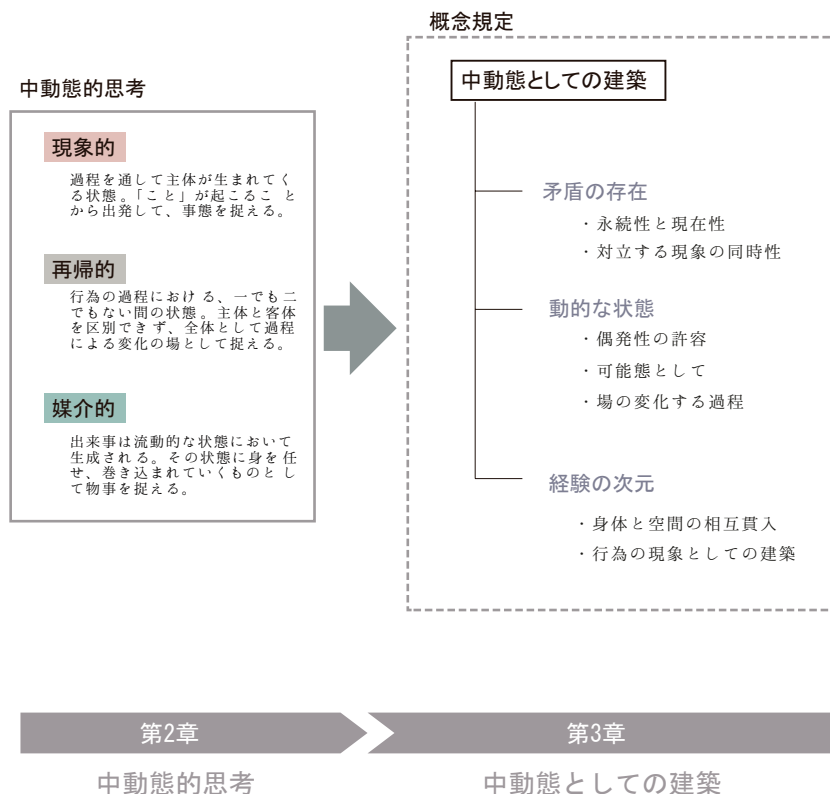 中動態的思考
現象的
過程を通して主体が生まれてく
る状態。「こと」が起こるこ と
から出発して、事態を捉える。
再帰的
行為の過程におけ る、一でも二
でもない間の状態。主体と客体
を区別でき ず、全体として過程
による変化の場として捉える。
媒介的
出来事は流動的な状態において
生成される。その状態に身を 任
せ、巻き込まれていくものと し
て物事を捉える。
概念規定
中動態としての建築
矛盾の存在
・永続性と現在性
・対立する現象の同時性
動的な状態
・偶発性の許容
・可能態として
・場の変化する過程
経験の次元
・身体と空間の相互貫入
・行為の現象としての建築
第2章
第3章
中動態的思考
中動態としての建築